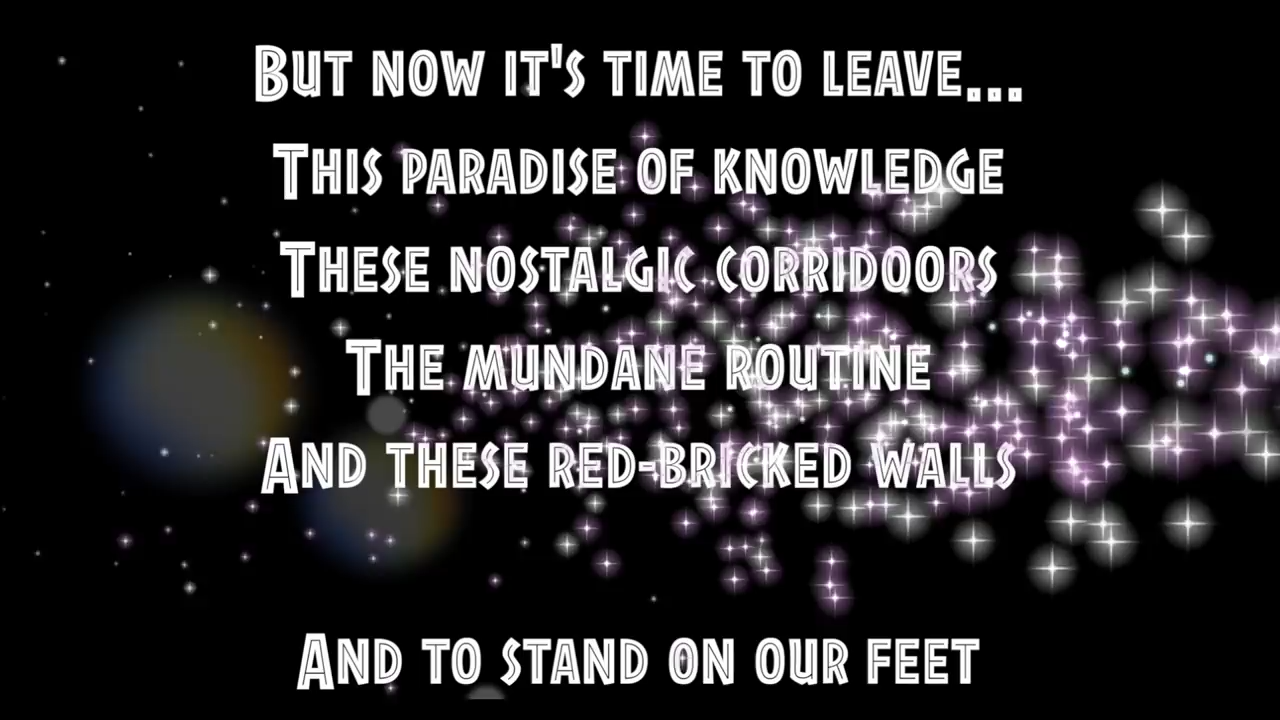 But now it's time to leave...
This paradise of knowledge
These nostalgic corridoors
The mundane routine
And these red-bricked walls
And to stand on our feet